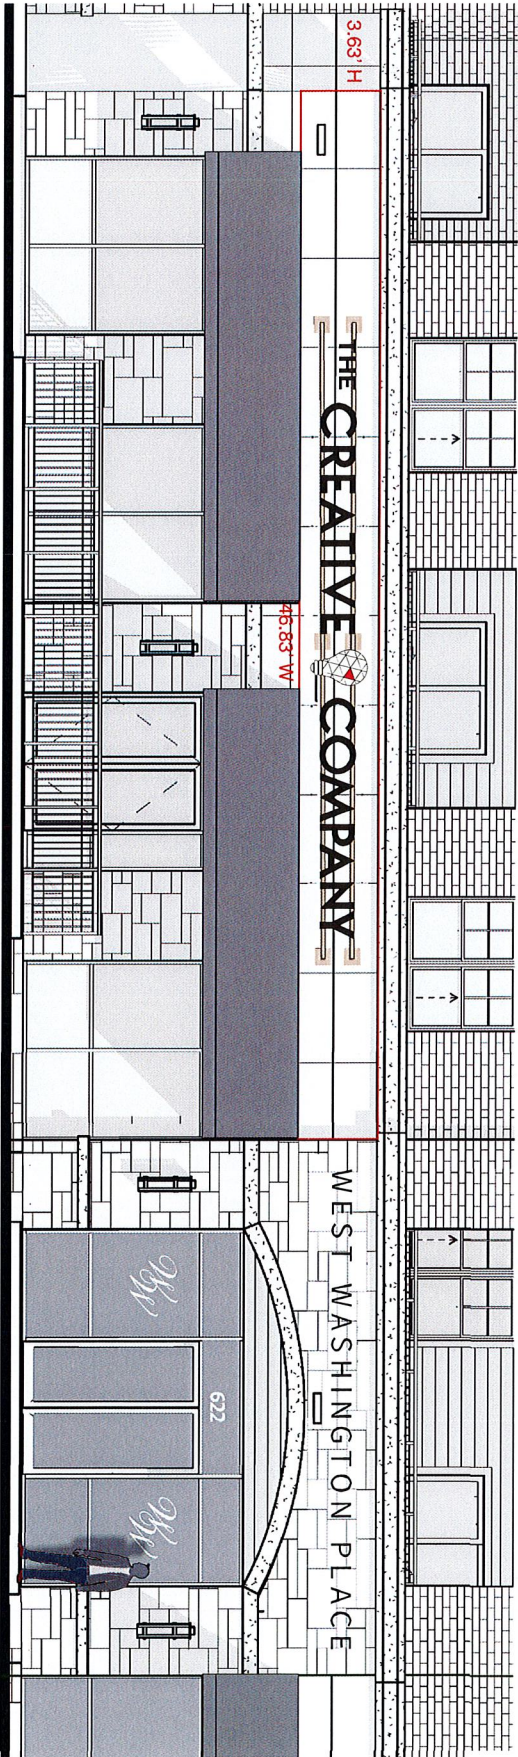 3.63' H
THE CREATIVE COMPANY
46.83' W
WEST WASHINGTON PLACE
622